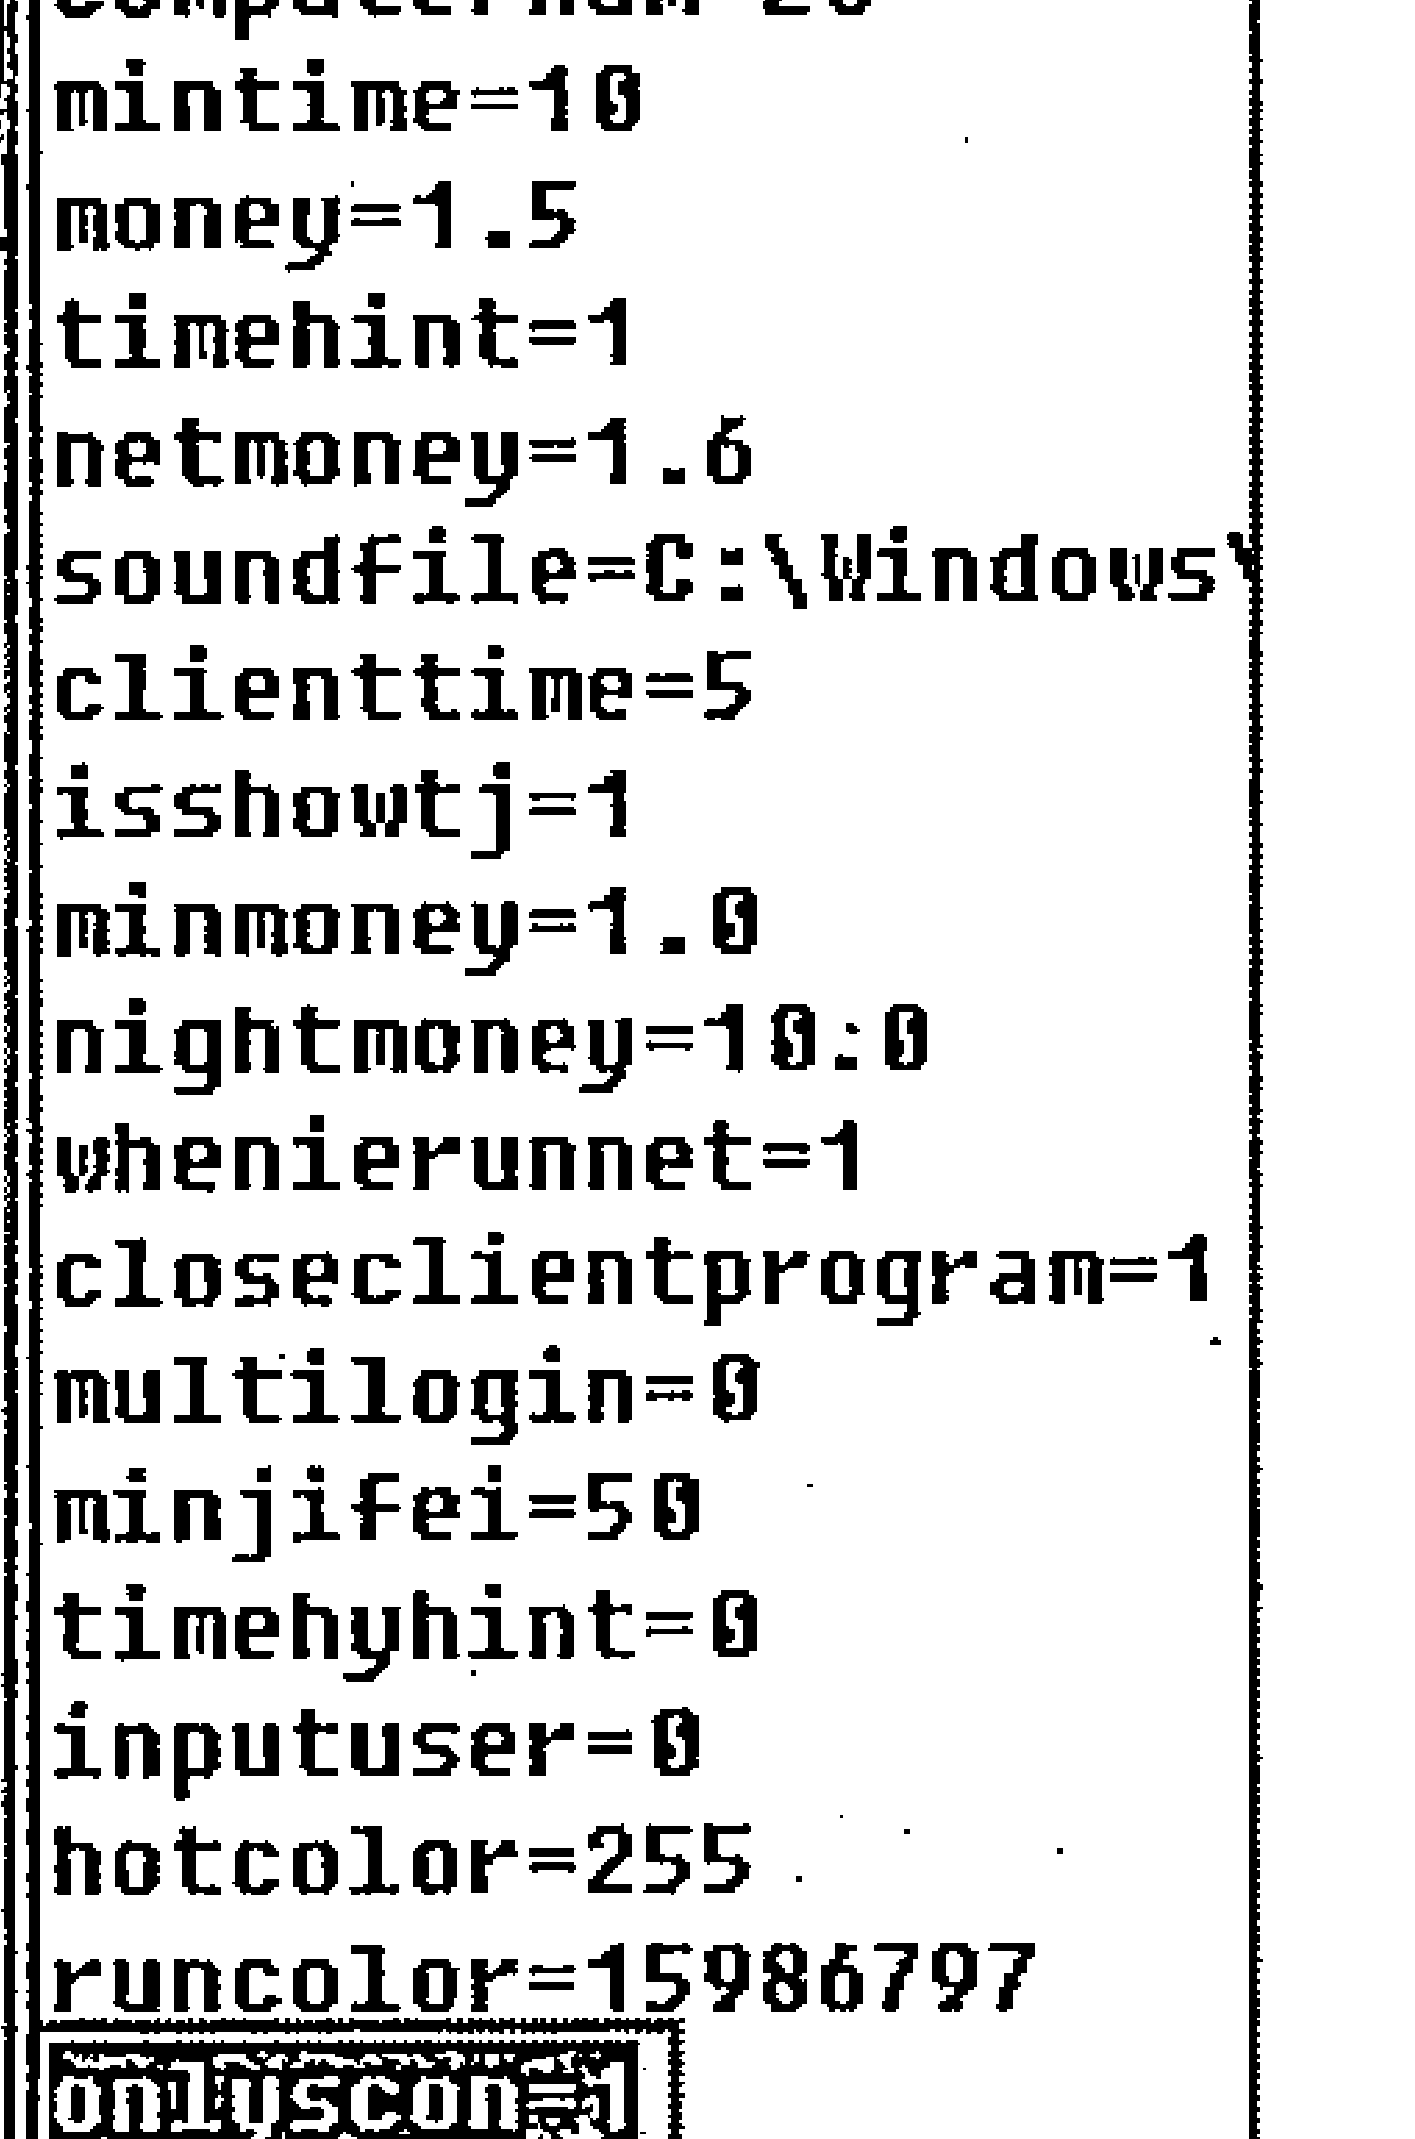 mintime=10
money=1.5
timehint=1
netmoney=1.6
soundfile=C:\Windows\
clienttime=5
isshowtj=1
minmoney=1.0
nightmoney=10.0
whenierunnet=1
closeclientprogram=1
multilogin=0
minjifei=50
timehyhint=0
inputuser=0
hotcolor=255
runcolor=15986797
onlyscon=1